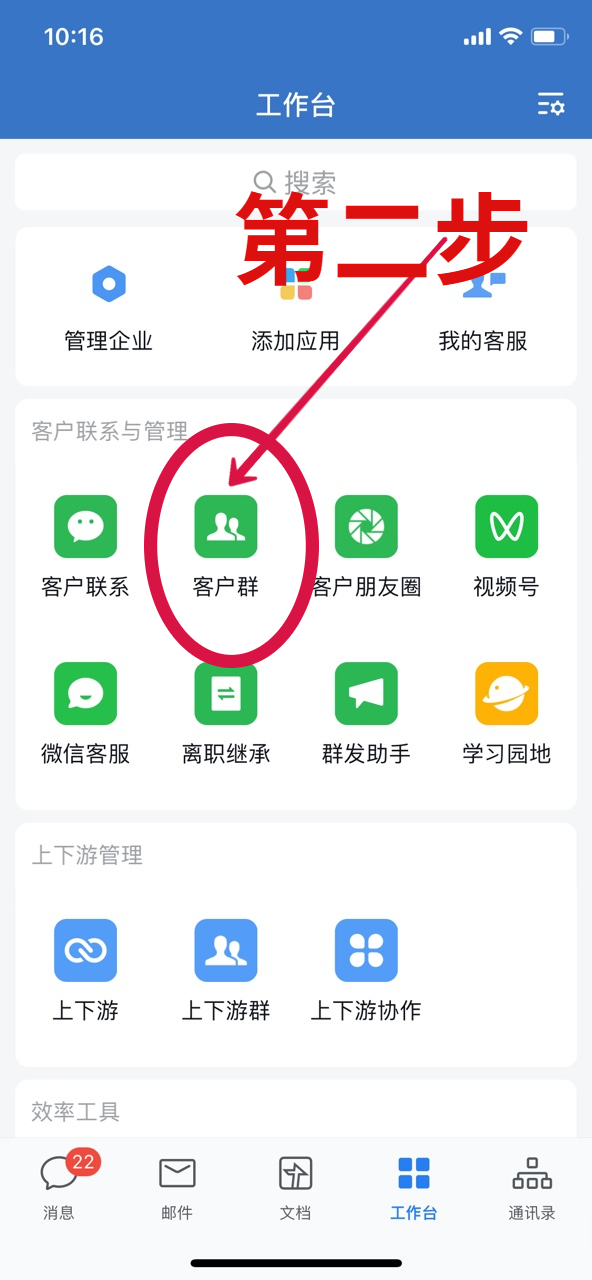 10:16
工作台
搜索
第二步
管理企业 添加应用 我的客服
客户联系与管理
客户联系 客户群 客户朋友圈 视频号
微信客服 离职继承 群发助手 学习园地
上下游管理
上下游 上下游群 上下游协作
效率工具
22
消息 邮件 文档 工作台 通讯录